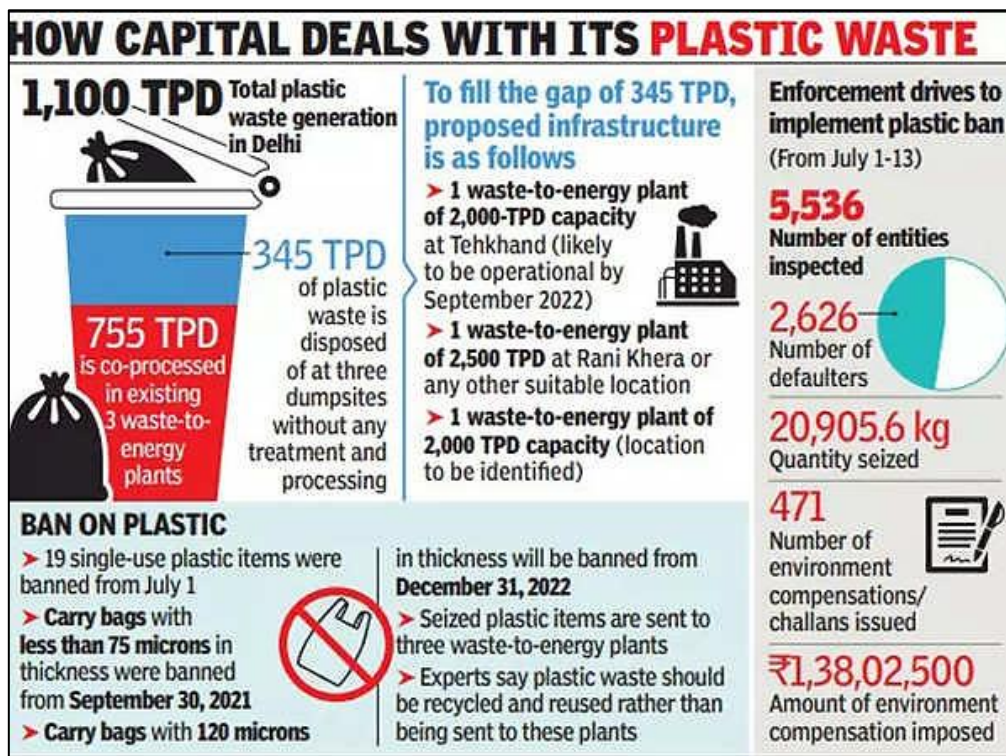 HOW CAPITAL DEALS WITH ITS PLASTIC WASTE
1,100 TPD
Total plastic
waste generation
in Delhi
345 TPD
of plastic
waste is
disposed
of at three
dumpsites
without any
treatment and
processing
755 TPD
is co-processed
in existing
3 waste-to-
energy
plants
To fill the gap of 345 TPD,
proposed infrastructure
is as follows
➤ 1 waste-to-energy plant
of 2,000-TPD capacity
at Tehkhand (likely
to be operational by
September 2022)
➤ 1 waste-to-energy plant
of 2,500 TPD at Rani Khera or
any other suitable location
➤ 1 waste-to-energy plant of
2,000 TPD capacity (location
to be identified)
Enforcement drives to
implement plastic ban
(From July 1-13)
5,536
Number of entities
inspected
2,626
Number of
defaulters
20,905.6 kg
Quantity seized
471
Number of
environment
compensations/
challans issued
₹1,38,02,500
Amount of environment
compensation imposed
BAN ON PLASTIC
➤ 19 single-use plastic items were
banned from July 1
➤ Carry bags with
less than 75 microns in
thickness were banned
from September 30, 2021
➤ Carry bags with 120 microns
in thickness will be banned from
December 31, 2022
➤ Seized plastic items are sent to
three waste-to-energy plants
➤ Experts say plastic waste should
be recycled and reused rather than
being sent to these plants